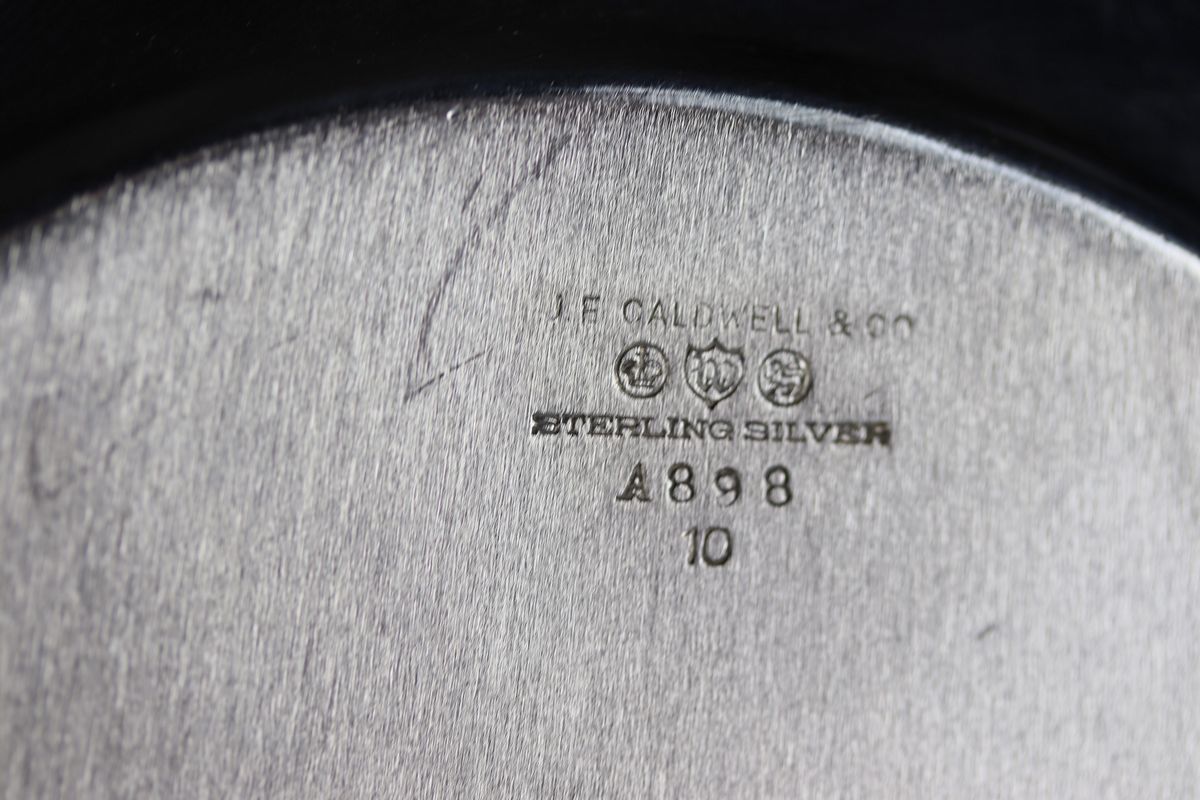 J.E. CALDWELL & CO
STERLING SILVER
A898
10